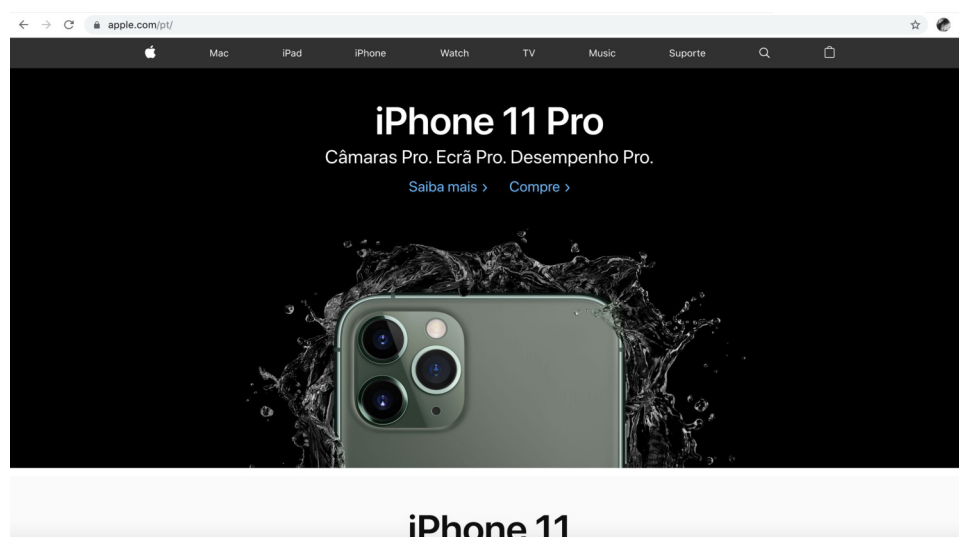 apple.com/pt/
Mac iPad iPhone Watch TV Music Suporte
iPhone 11 Pro
Câmaras Pro. Ecrã Pro. Desempenho Pro.
Saiba mais > Compre >
iPhone 11